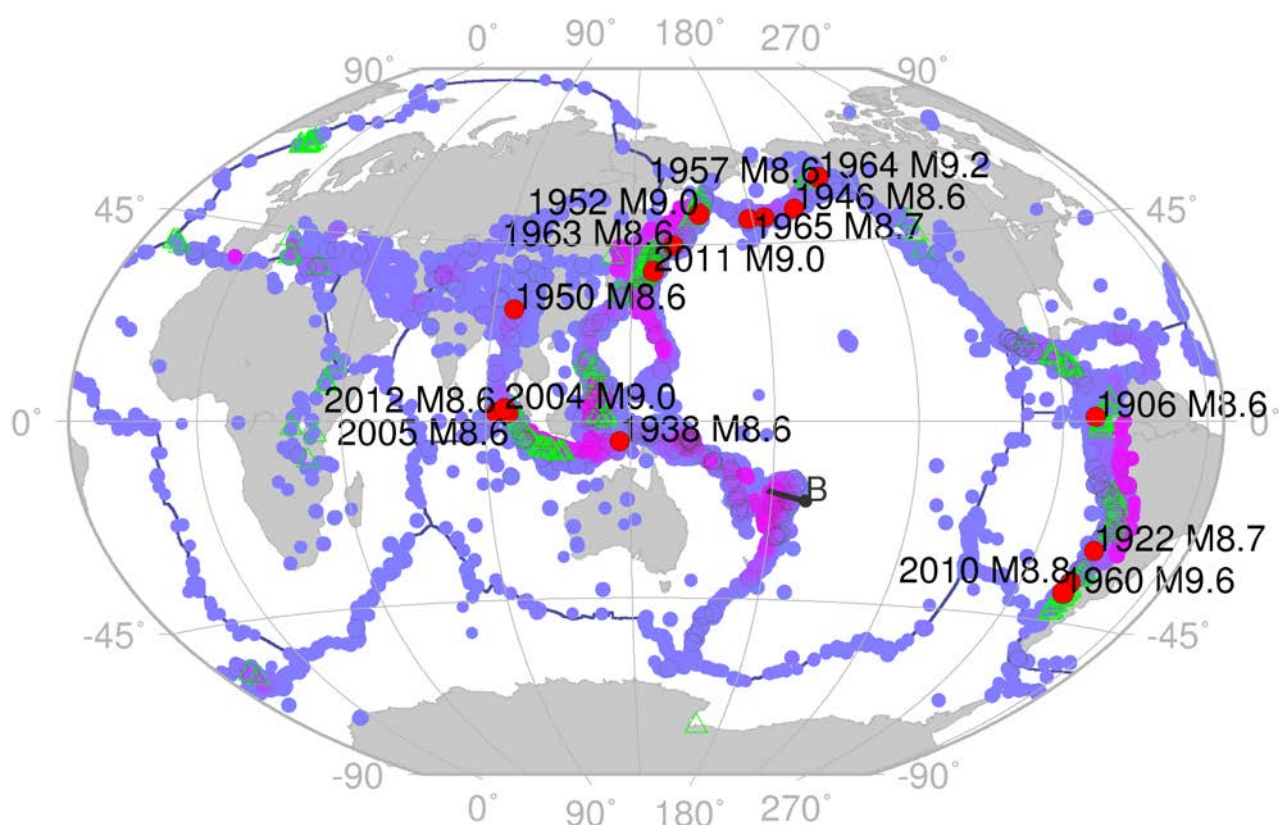 0° 90° 180° 270°
90° 90°
1957 M8.6 1964 M9.2
1952 M9.0 1946 M8.6
45° 45°
1963 M8.6 1965 M8.7
2011 M9.0
1950 M8.6
2012 M8.6 2004 M9.0 1906 M8.6
0° 0°
2005 M8.6 1938 M8.6
B
1922 M8.7
2010 M8.8 1960 M9.6
-45° -45°
-90° -90°
0° 90° 180° 270°